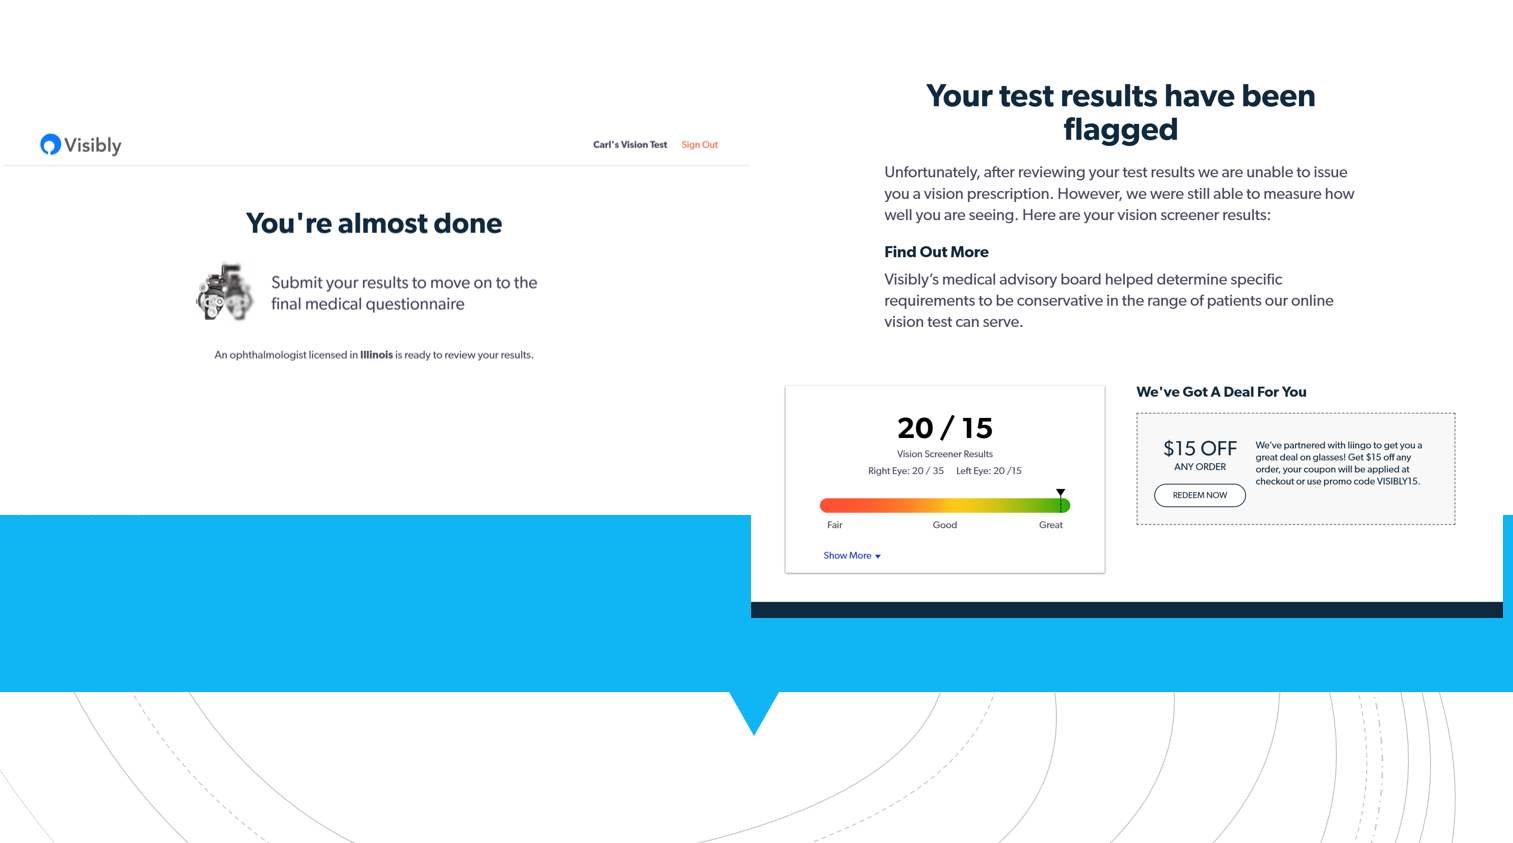 Visibly
Carl's Vision Test Sign Out
You're almost done
Submit your results to move on to the
final medical questionnaire
An ophthalmologist licensed in Illinois is ready to review your results.
Your test results have been
flagged
Unfortunately, after reviewing your test results we are unable to issue
you a vision prescription. However, we were still able to measure how
well you are seeing. Here are your vision screener results:
Find Out More
Visibly’s medical advisory board helped determine specific
requirements to be conservative in the range of patients our online
vision test can serve.
20 / 15
Vision Screener Results
Right Eye: 20 / 35 Left Eye: 20 /15
Fair Good Great
Show More
We've Got A Deal For You
$15 OFF
ANY ORDER
REDEEM NOW
We’ve partnered with liingo to get you a
great deal on glasses! Get $15 off any
order, your coupon will be applied at
checkout or use promo code VISIBLY15.